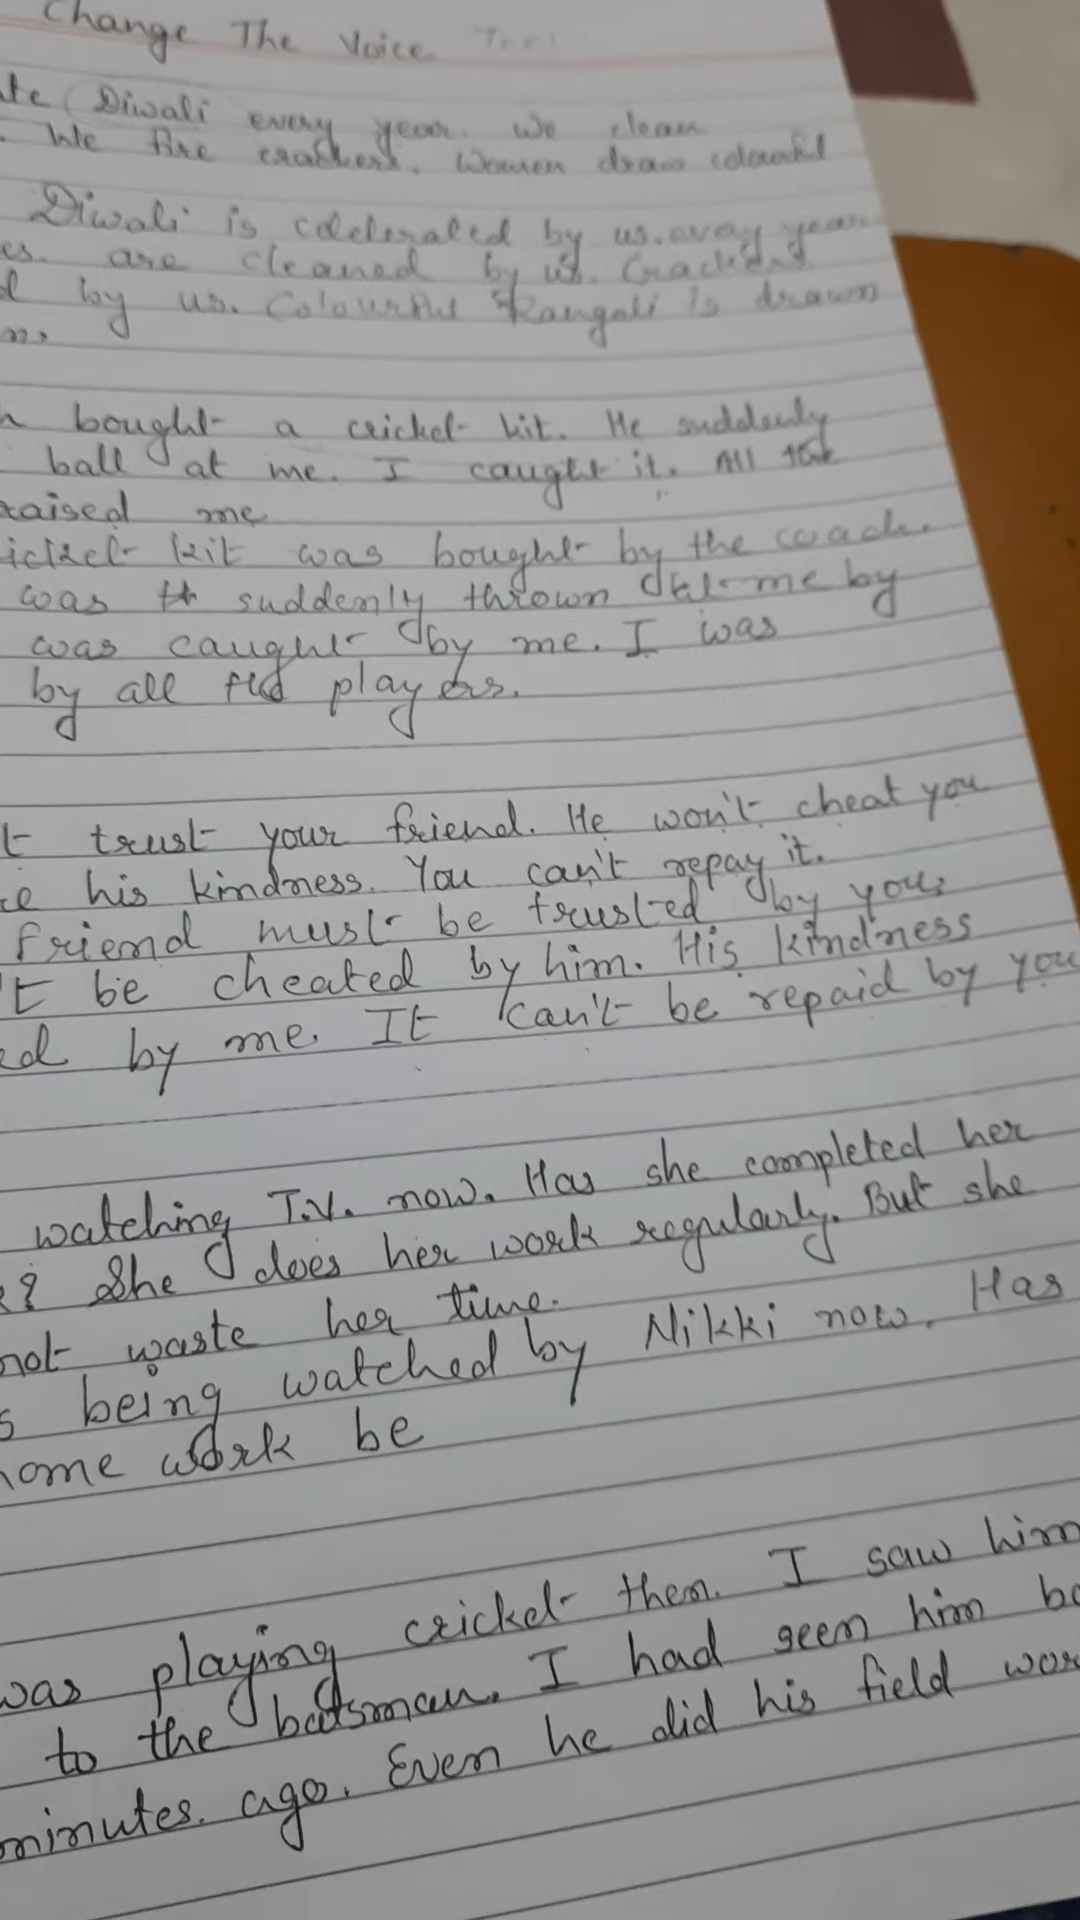 Change The Voice
Diwali every year. We clean
We fire crackers. Women draw colourful
Diwali is celebrated by us. every year
es. are cleaned by us.
d by us. Colourful Rangoli is drawn
bought a cricket kit. He suddenly
ball at me. I caught it. All the
raised me
icket kit was bought by the coach.
was suddenly thrown at me by
was caught by me. I was
by all the players.
t trust your friend. He won't cheat you
his kindness. You can't repay it.
friend must be trusted by you.
t be cheated by him. His kindness
ed by me. It can't be repaid by you
watching T.V. now. Has she completed her
? She does her work regularly. But she
not waste her time.
s being watched by Nikki now. Has
home work be
was playing cricket then. I saw him
to the batsman. I had seen him bo
minutes. ago. Even he did his field wor